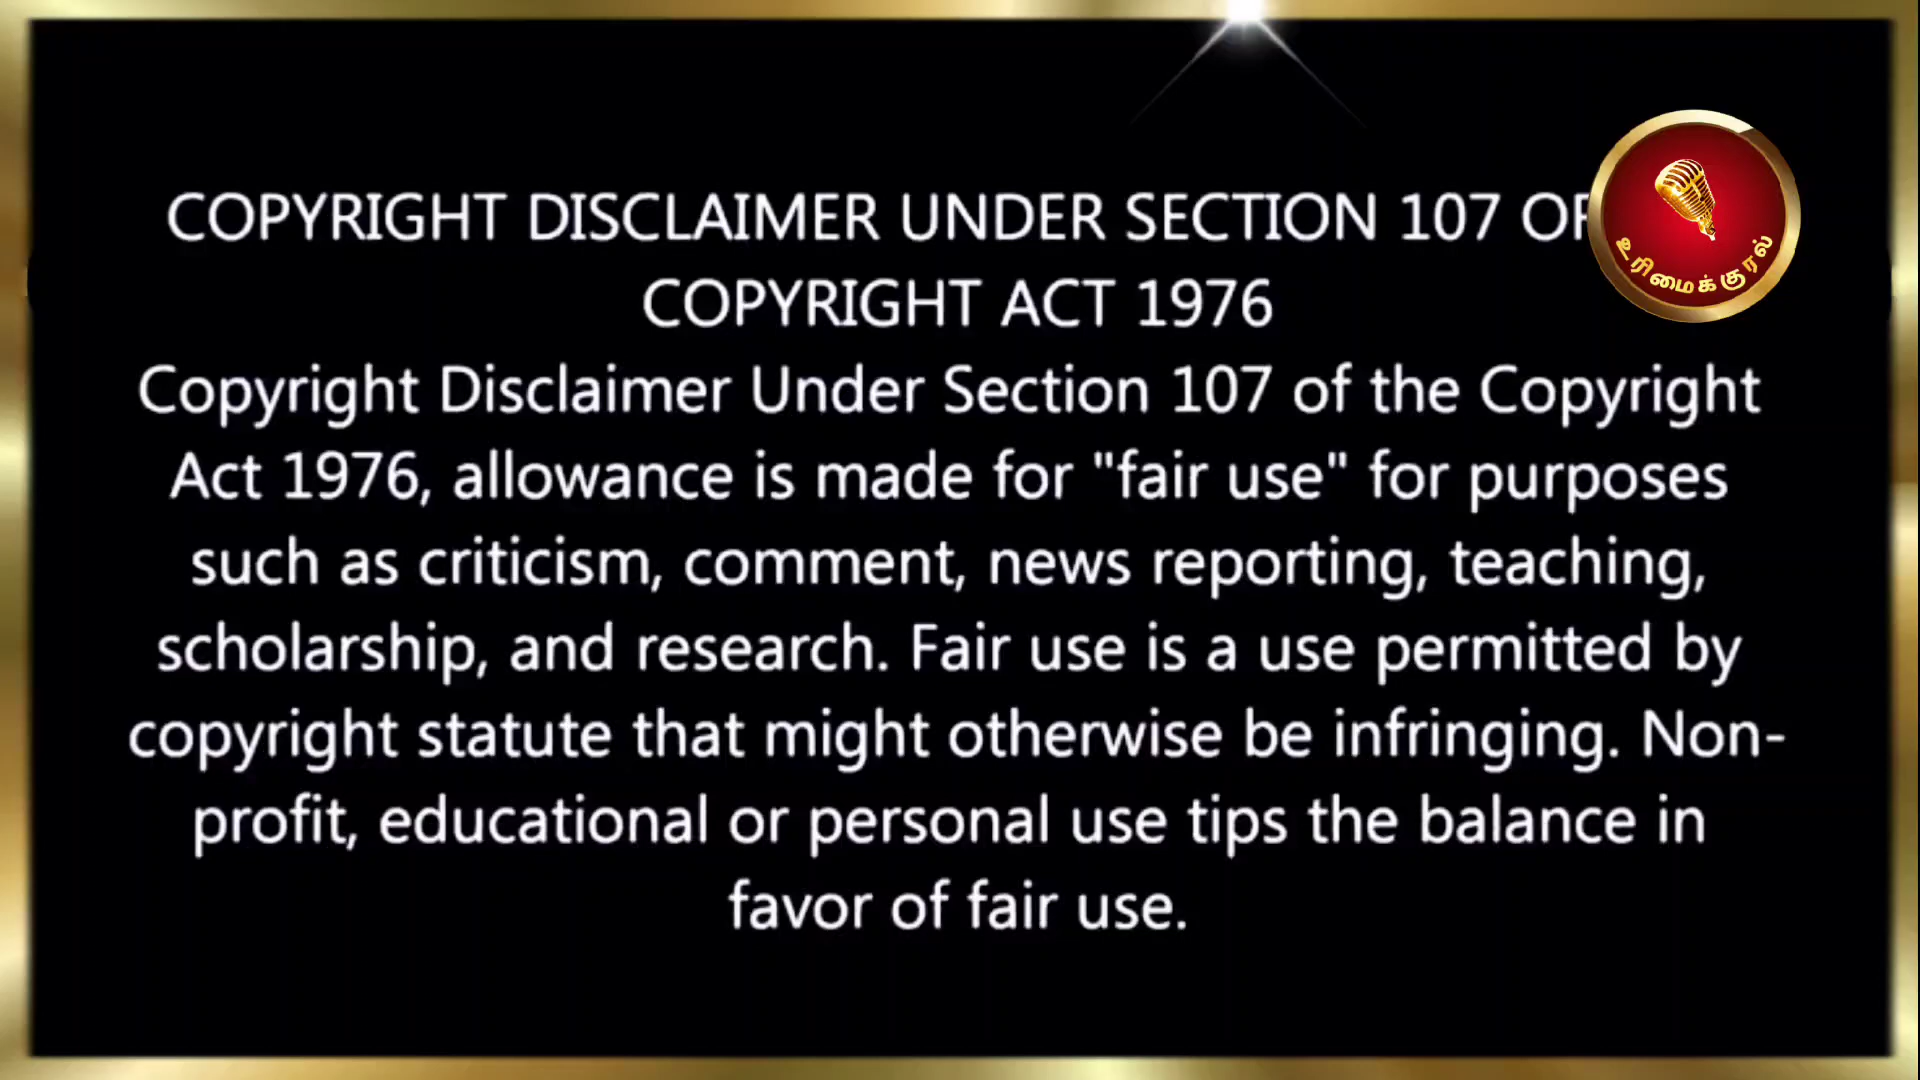 COPYRIGHT DISCLAIMER UNDER SECTION 107 OF
COPYRIGHT ACT 1976
Copyright Disclaimer Under Section 107 of the Copyright
Act 1976, allowance is made for "fair use" for purposes
such as criticism, comment, news reporting, teaching,
scholarship, and research. Fair use is a use permitted by
copyright statute that might otherwise be infringing. Non-
profit, educational or personal use tips the balance in
favor of fair use.
உரிமைக்குரல்